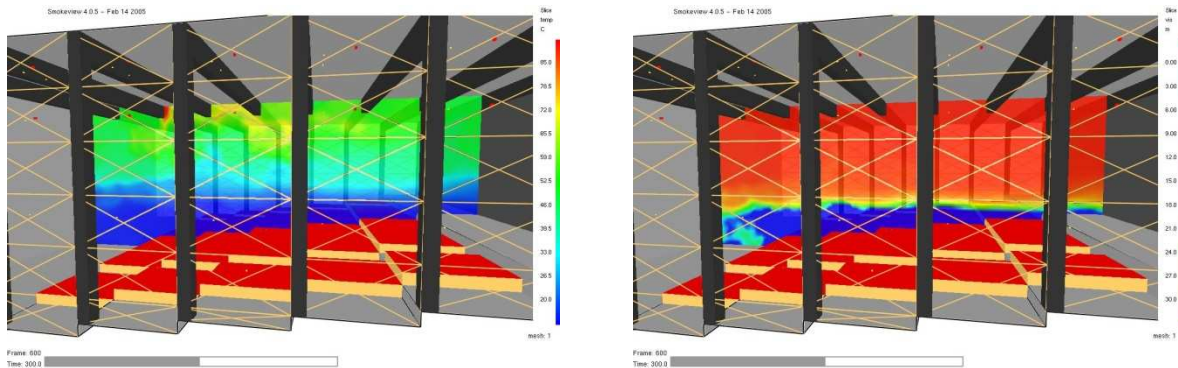 Smokeview 4.0.5 – Feb 14 2005
Slice
temp
C
85.0
78.5
72.0
65.5
59.0
52.5
46.0
39.5
33.0
26.5
20.0
mesh: 1
Frame: 600
Time: 300.0
Smokeview 4.0.5 – Feb 14 2005
Slice
vis
m
0.00
3.00
6.00
9.00
12.0
15.0
18.0
21.0
24.0
27.0
30.0
mesh: 1
Frame: 600
Time: 300.0